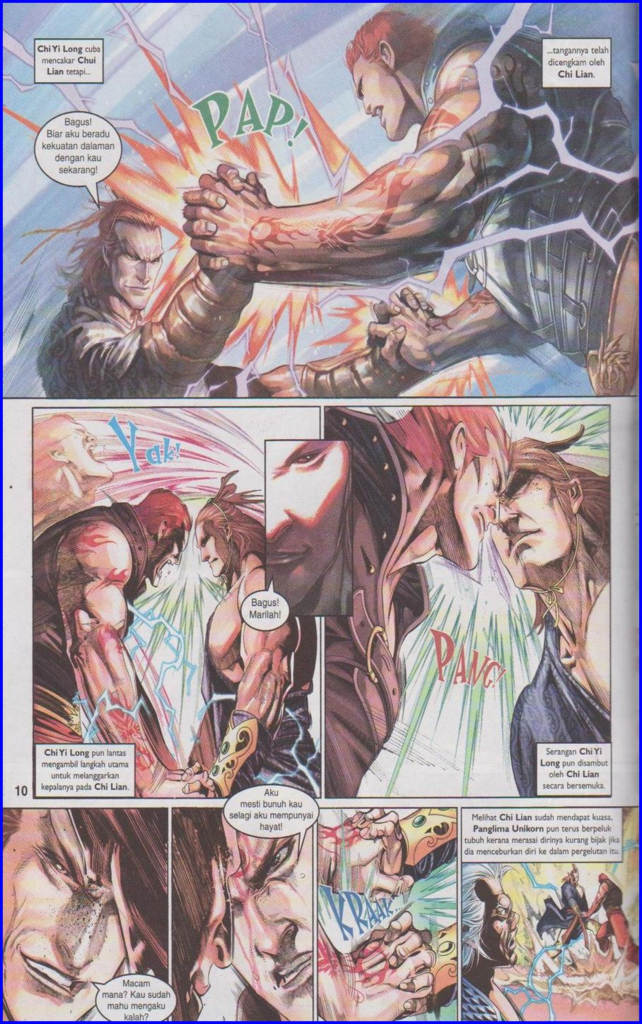 Chi Yi Long cuba
mencakar Chui
Lian tetapi...
...tangannya telah
dicengkam oleh
Chi Lian.
Bagus!
Biar aku beradu
kekuatan dalaman
dengan kau
sekarang!
PAP!
Yak!
Bagus!
Marilah!
PANG!
Chi Yi Long pun lantas
mengambil langkah utama
untuk melanggarkan
kepalanya pada Chi Lian.
Serangan Chi Yi
Long pun disambut
oleh Chi Lian
secara bersemuka.
10
Macam
mana? Kau sudah
mahu mengaku
kalah?
Aku
mesti bunuh kau
selagi aku mempunyai
hayat!
KRAAK
Melihat Chi Lian sudah mendapat kuasa,
Panglima Unikorn pun terus berpeluk
tubuh kerana merasai dirinya kurang bijak jika
dia menceburkan diri ke dalam pergelutan itu.